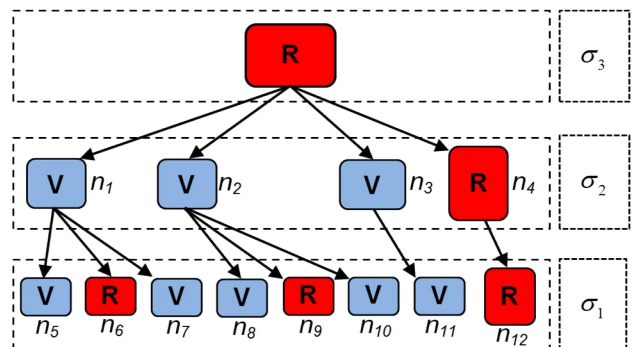 R σ3
V n1 V n2 V n3 R n4 σ2
V R V V R V V R σ1
n5 n6 n7 n8 n9 n10 n11 n12